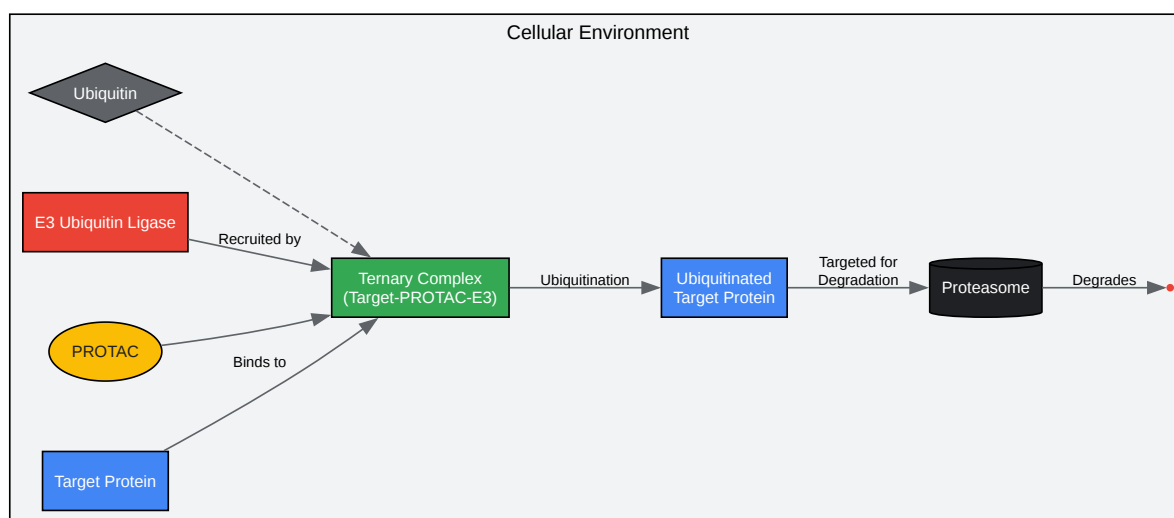 Cellular Environment
Ubiquitin
E3 Ubiquitin Ligase
Recruited by
PROTAC
Binds to
Target Protein
Ternary Complex
(Target-PROTAC-E3)
Ubiquitination
Ubiquitinated
Target Protein
Targeted for
Degradation
Proteasome
Degrades